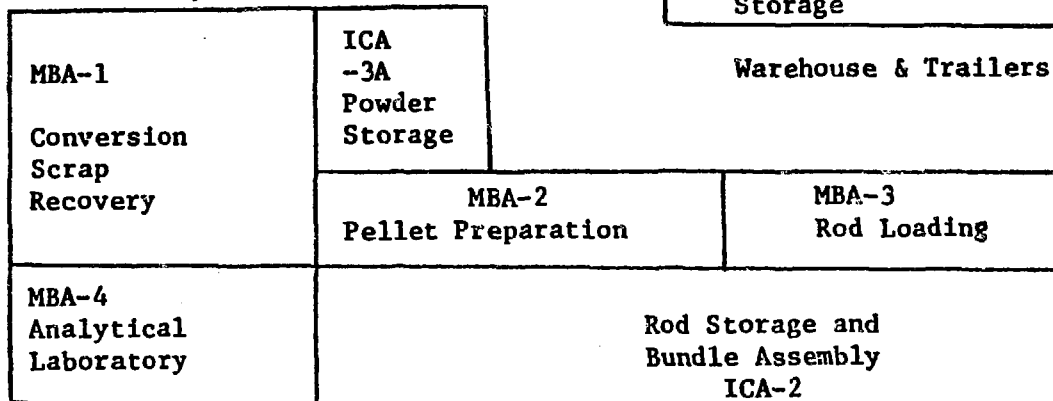 Storage
MBA-1
Conversion
Scrap
Recovery
ICA
-3A
Powder
Storage
Warehouse & Trailers
MBA-2
Pellet Preparation
MBA-3
Rod Loading
MBA-4
Analytical
Laboratory
Rod Storage and
Bundle Assembly
ICA-2